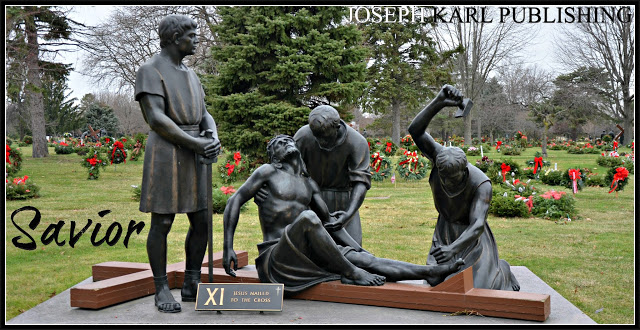 JOSEPH KARL PUBLISHING
Savior
XI JESUS NAILED
TO THE CROSS